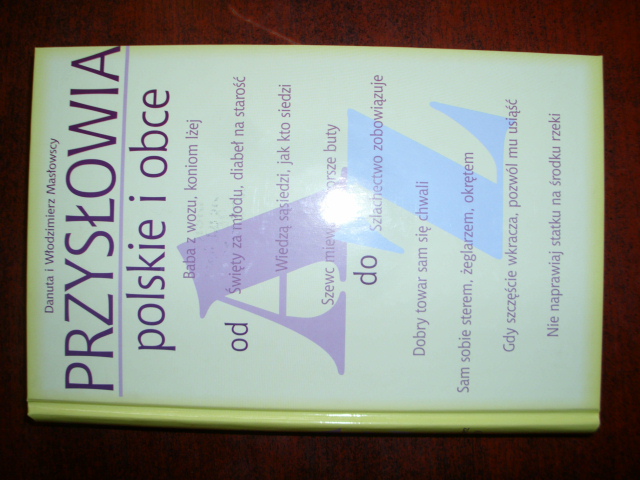 Danuta i Włodzimierz Masłowscy
PRZYSŁOWIA
polskie i obce
od A
do Z
Baba z wozu, koniom lżej
Święty za młodu, diabeł na starość
Wiedzą sąsiedzi, jak kto siedzi
Szewc buty
Szlachectwo zobowiązuje
Dobry towar sam się chwali
Sam sobie sterem, żeglarzem, okrętem
Gdy szczęście wkracza, pozwól mu usiąść
Nie naprawiaj statku na środku rzeki